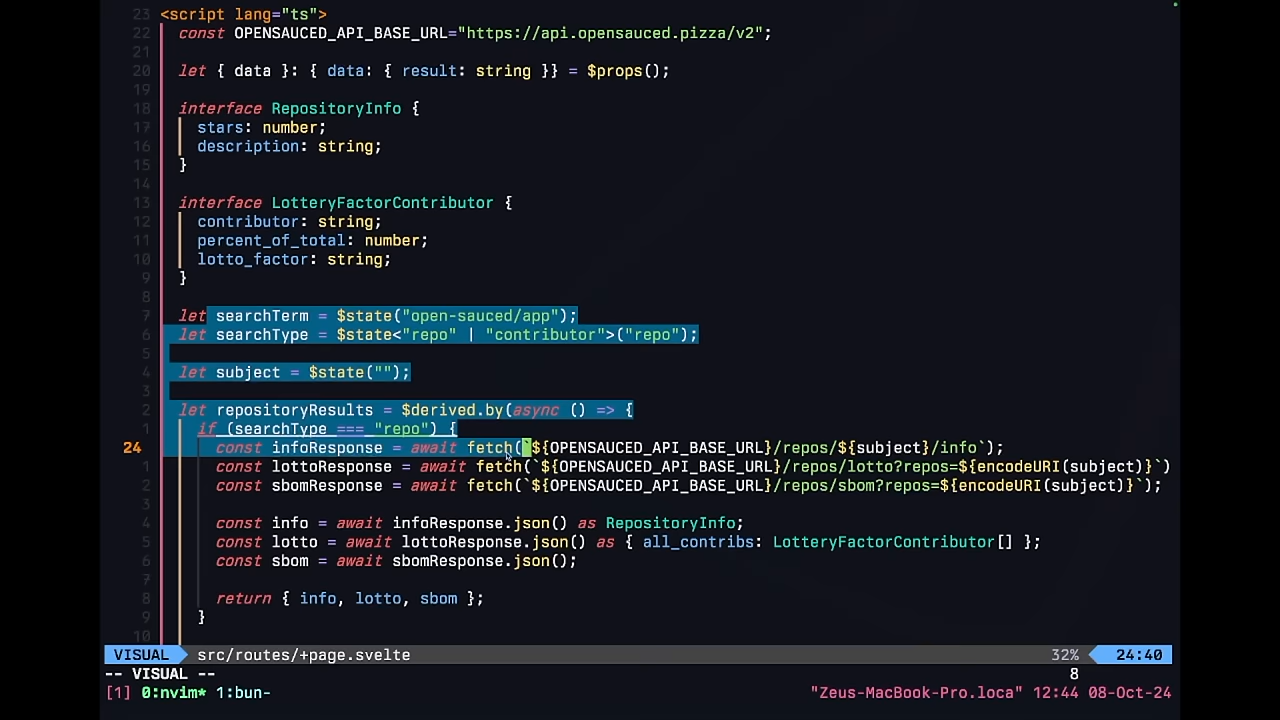 23 <script lang="ts">
22 const OPENSAUCED_API_BASE_URL="https://api.opensauced.pizza/v2";
21
20 let { data }: { data: { result: string }} = $props();
19
18 interface RepositoryInfo {
17 stars: number;
16 description: string;
15 }
14
13 interface LotteryFactorContributor {
12 contributor: string;
11 percent_of_total: number;
10 lotto_factor: string;
9 }
8
7 let searchTerm = $state("open-sauced/app");
6 let searchType = $state<"repo" | "contributor">("repo");
5
4 let subject = $state("");
3
2 let repositoryResults = $derived.by(async () => {
1 if (searchType === "repo") {
24 const infoResponse = await fetch(`${OPENSAUCED_API_BASE_URL}/repos/${subject}/info`);
1 const lottoResponse = await fetch(`${OPENSAUCED_API_BASE_URL}/repos/lotto?repos=${encodeURI(subject)}`)
2 const sbomResponse = await fetch(`${OPENSAUCED_API_BASE_URL}/repos/sbom?repos=${encodeURI(subject)}`);
3
4 const info = await infoResponse.json() as RepositoryInfo;
5 const lotto = await lottoResponse.json() as { all_contribs: LotteryFactorContributor[] };
6 const sbom = await sbomResponse.json();
7
8 return { info, lotto, sbom };
9 }
10
VISUAL src/routes/+page.svelte 32% 24:40
-- VISUAL -- 8
[1] 0:nvim* 1:bun- "Zeus-MacBook-Pro.loca" 12:44 08-Oct-24